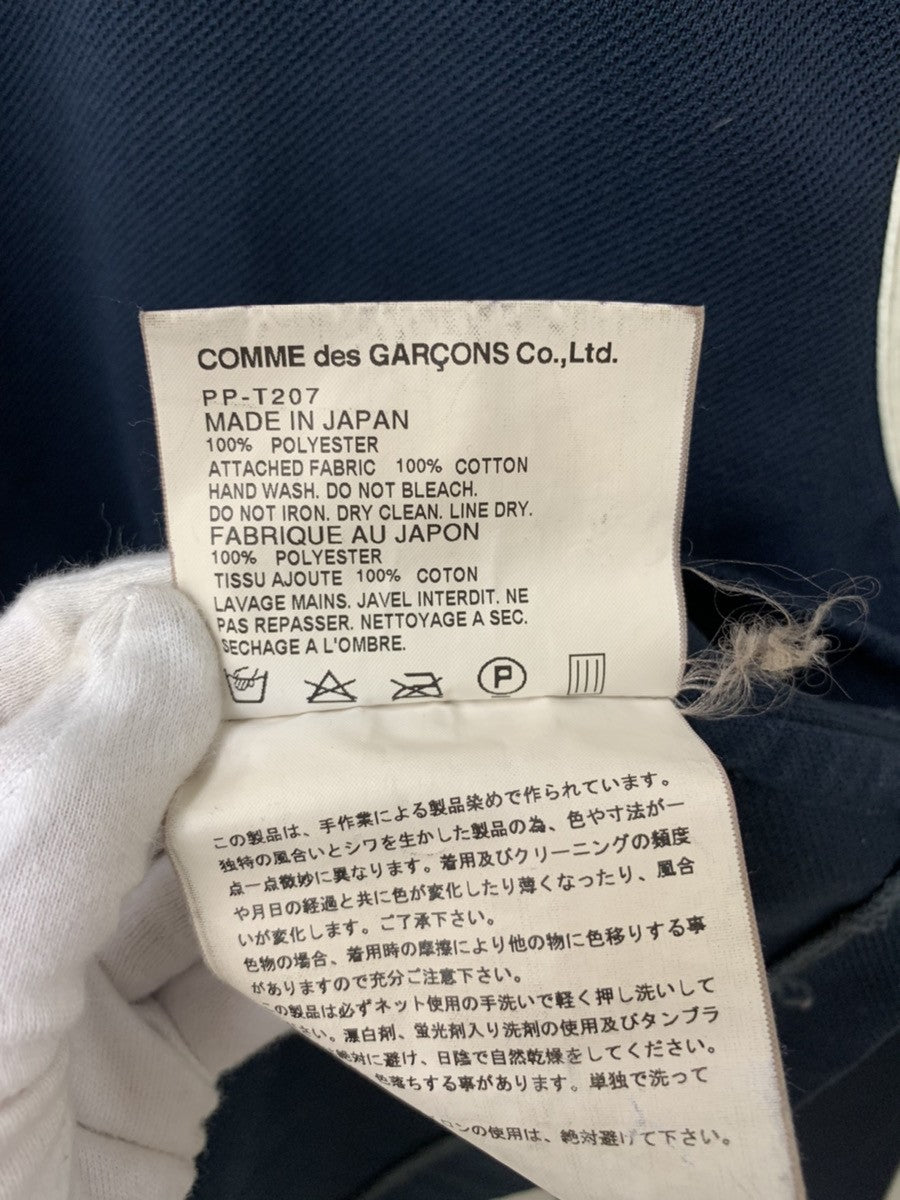 COMME des GARÇONS Co.,Ltd.
PP-T207
MADE IN JAPAN
100% POLYESTER
ATTACHED FABRIC 100% COTTON
HAND WASH. DO NOT BLEACH.
DO NOT IRON. DRY CLEAN. LINE DRY.
FABRIQUE AU JAPON
100% POLYESTER
TISSU AJOUTE 100% COTON
LAVAGE MAINS. JAVEL INTERDIT. NE
PAS REPASSER. NETTOYAGE A SEC.
SECHAGE A L'OMBRE.
P
この製品は、手作業による製品染めで作られています。
独特の風合いとシワを生かした製品の為、色や寸法が一
点一点微妙に異なります。着用及びクリーニングの頻度
や月日の経過と共に色が変化したり薄くなったり、風合
いが変化します。ご了承下さい。
色物の場合、着用時の摩擦により他の物に色移りする事
がありますので充分ご注意下さい。
の製品は必ずネット使用の手洗いで軽く押し洗いして
さい。漂白剤、蛍光剤入り洗剤の使用及びタンブラ
絶対に避け、日陰で自然乾燥をしてください。
色落ちする事があります。単独で洗って
ロンの使用は、絶対避けて下さい。